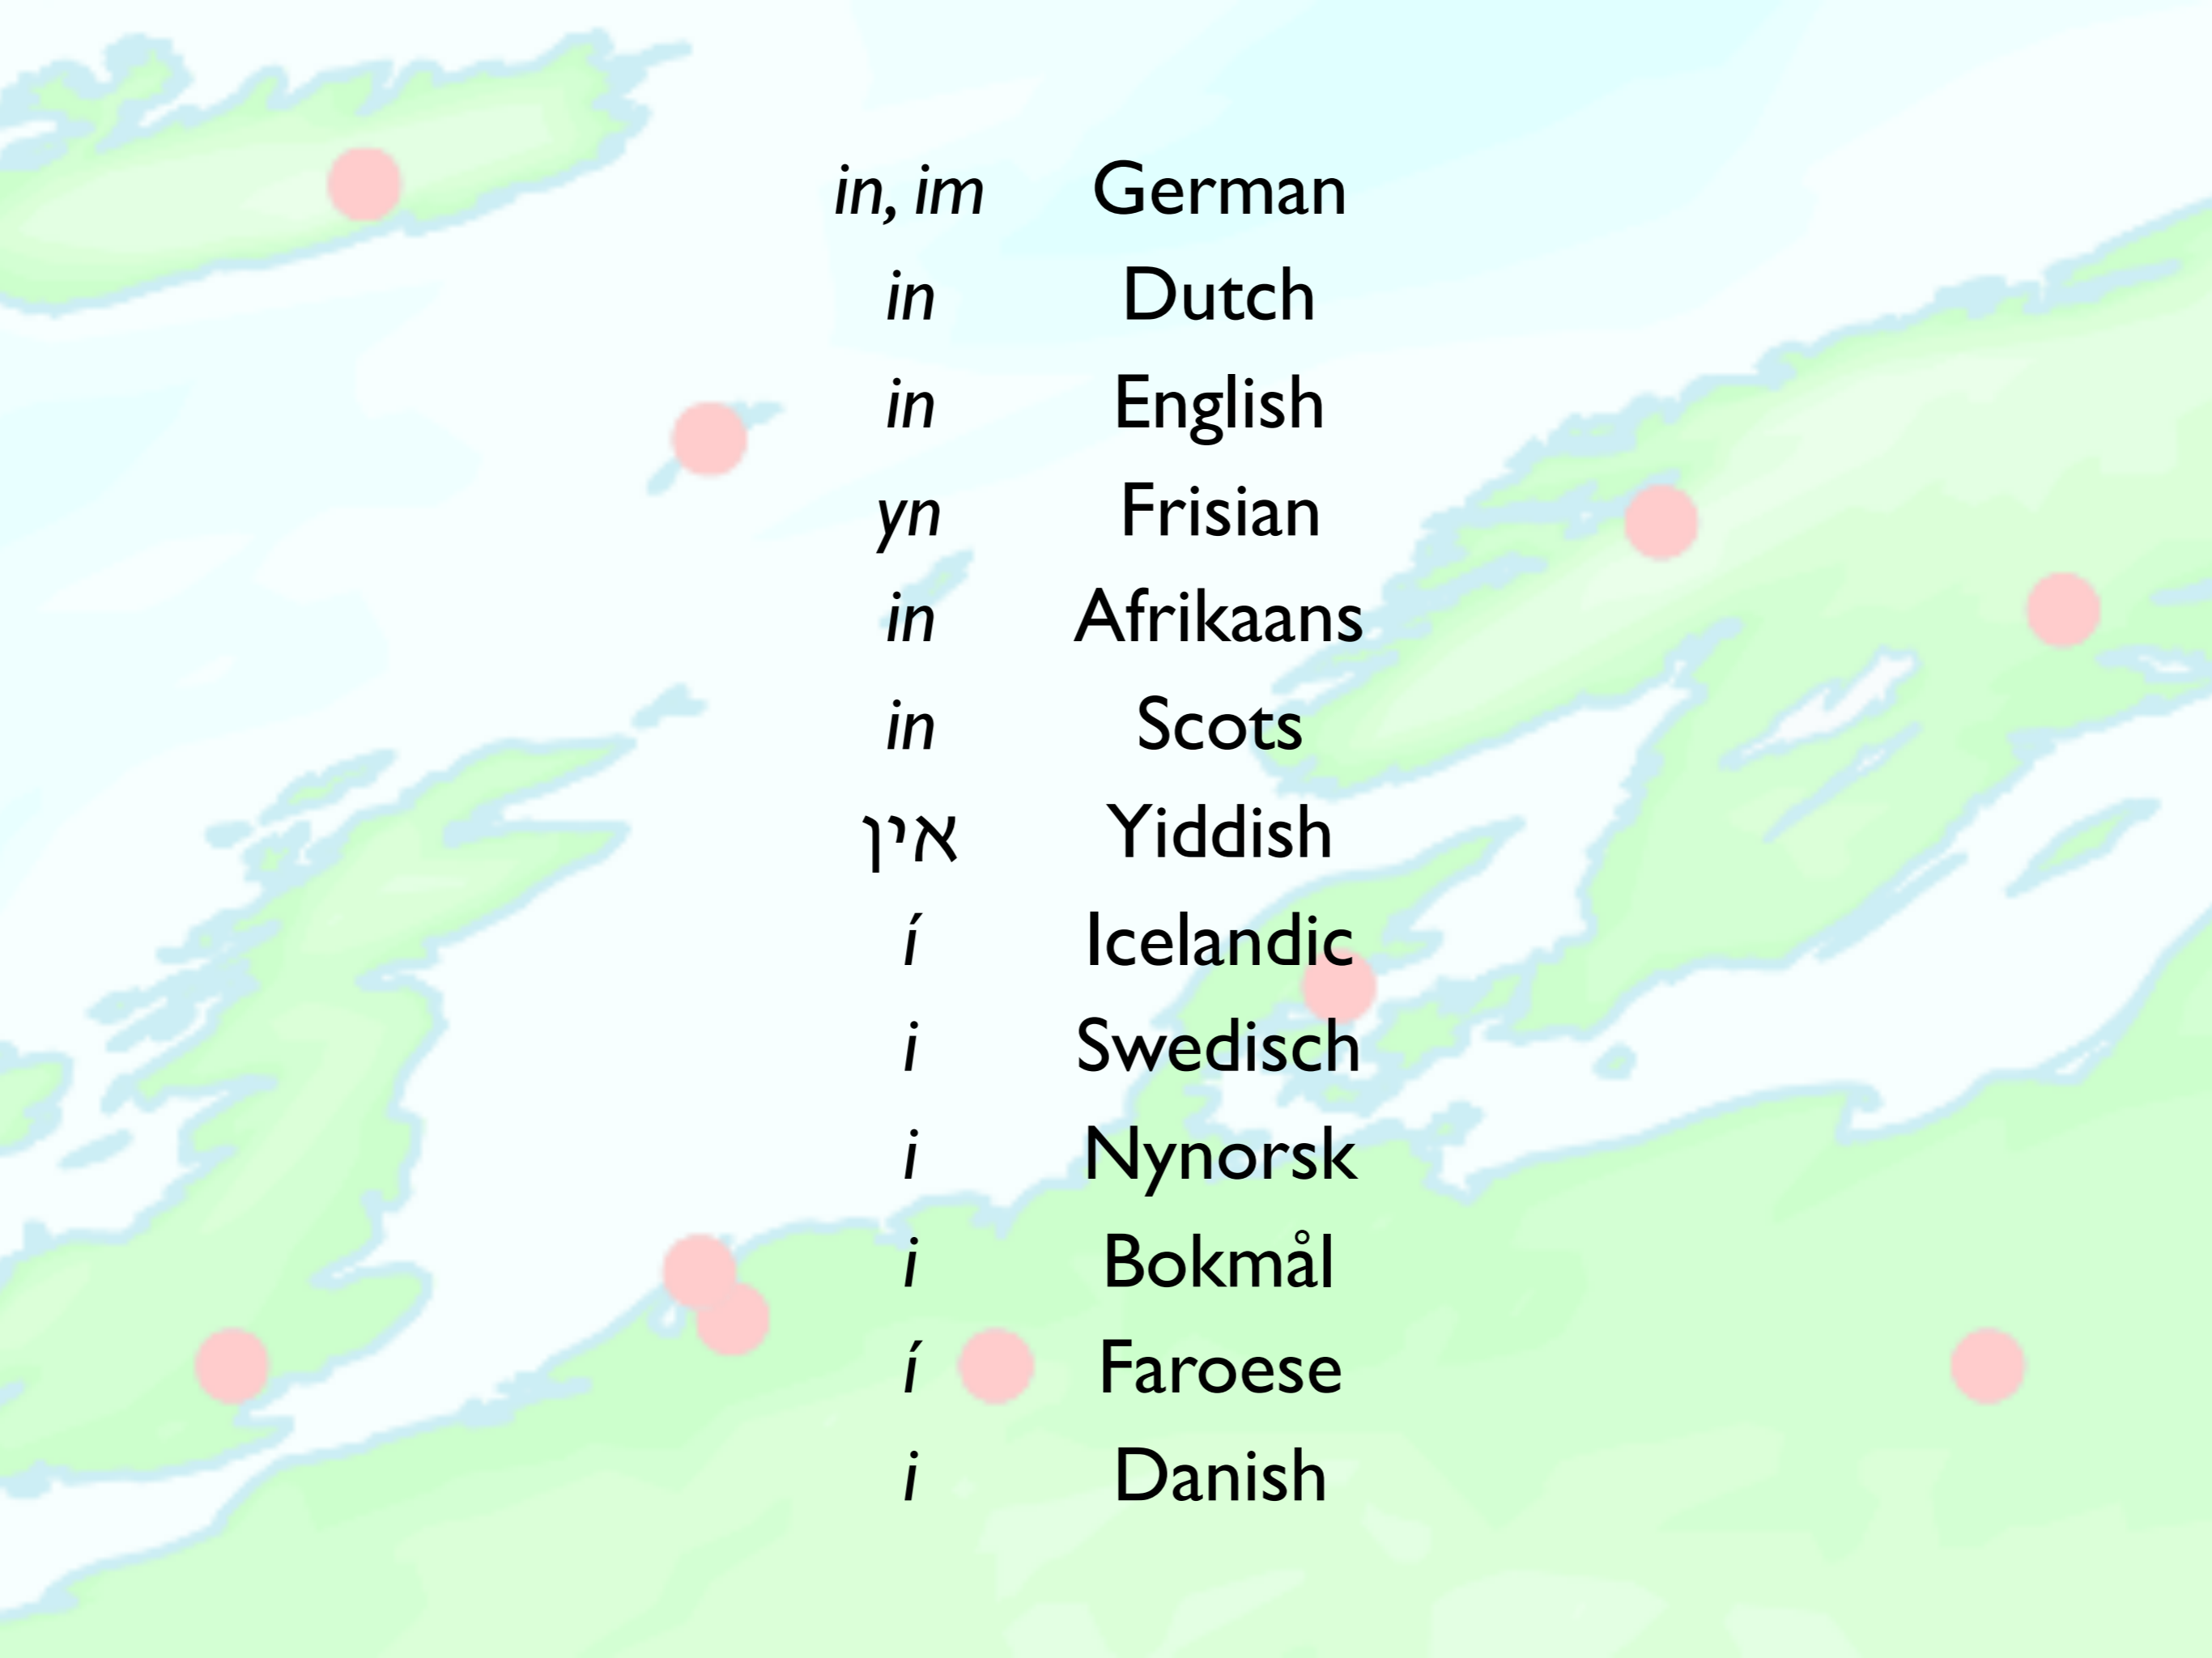 in, im German
in Dutch
in English
yn Frisian
in Afrikaans
in Scots
אין Yiddish
í Icelandic
i Swedisch
i Nynorsk
i Bokmål
í Faroese
i Danish